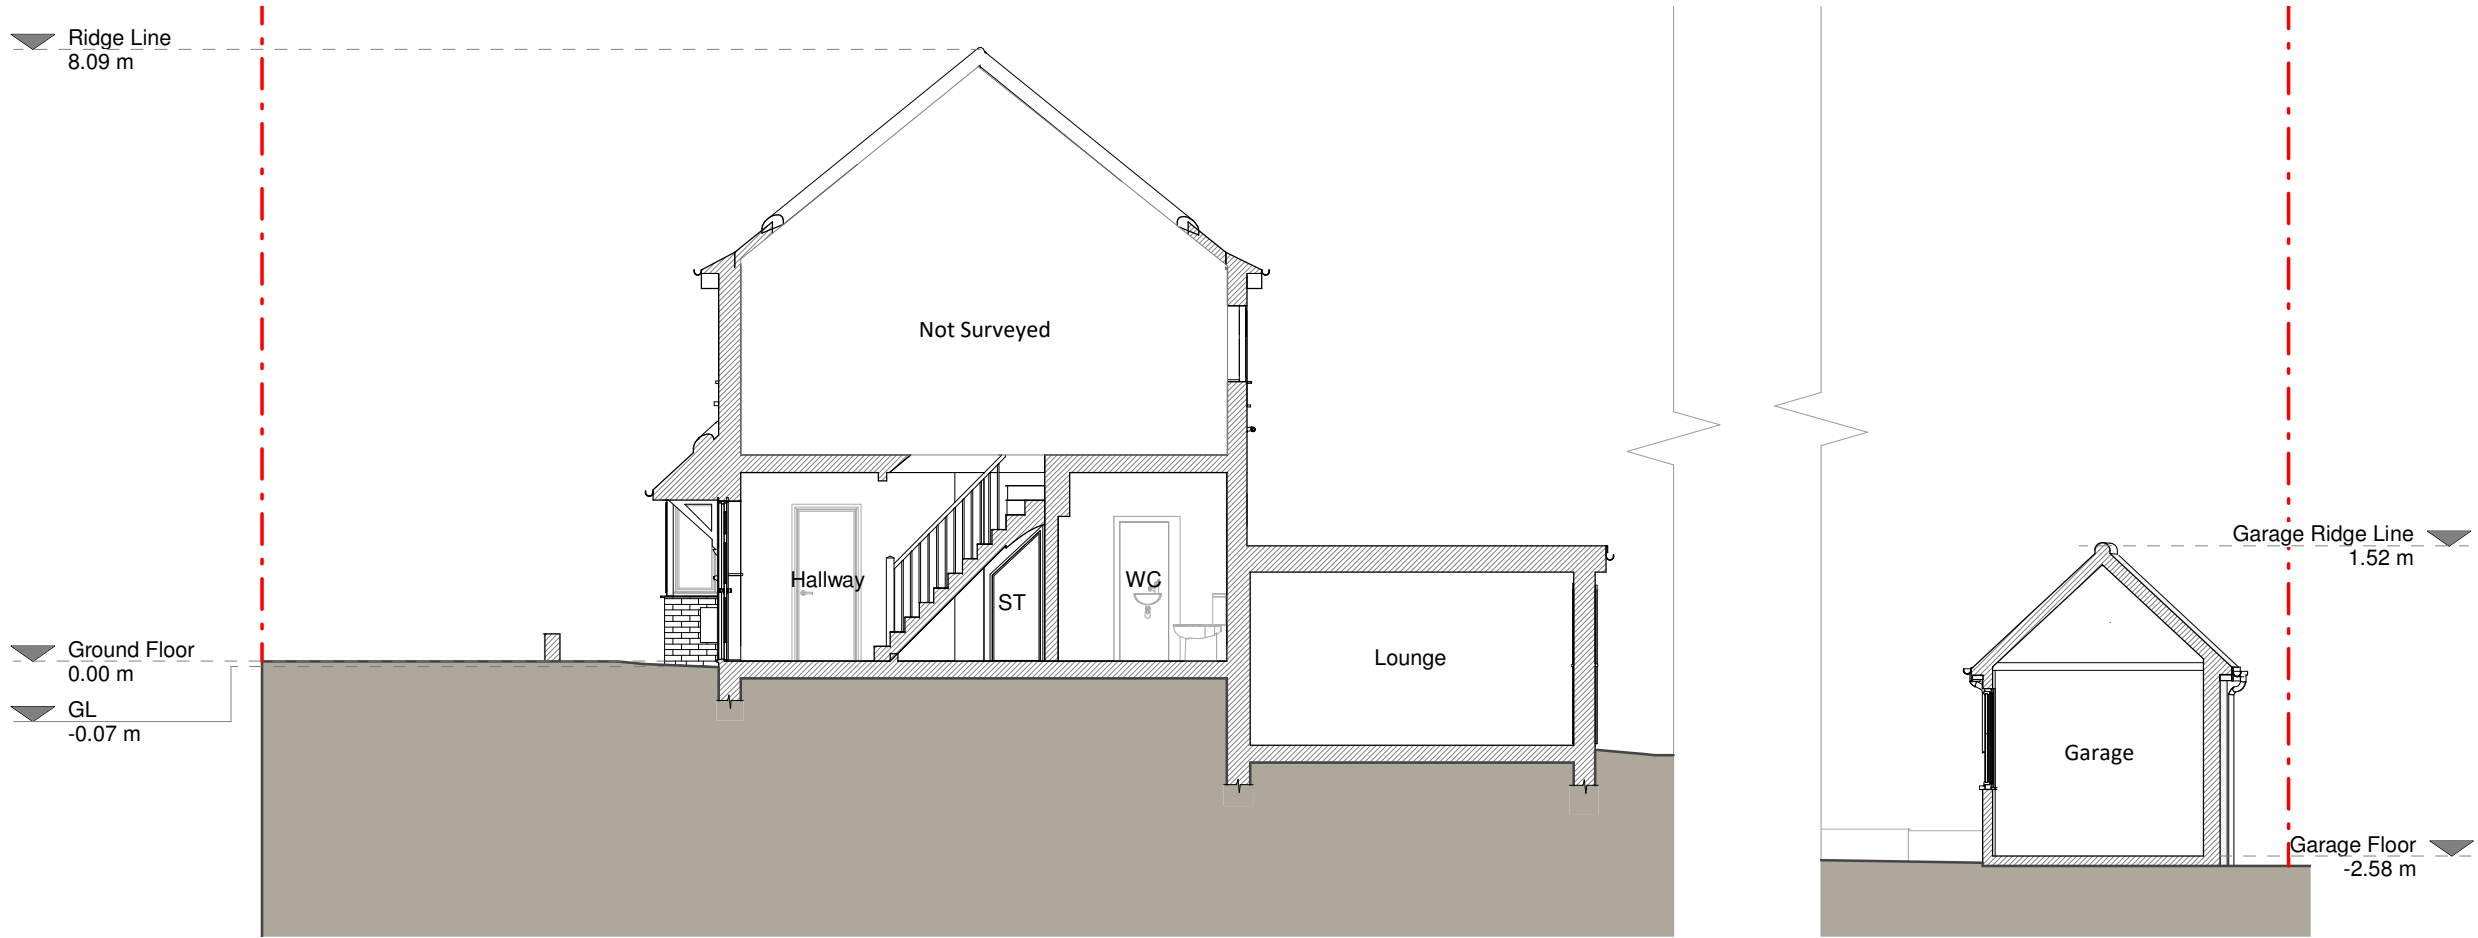 Ridge Line
8.09 m
Not Surveyed
Garage Ridge Line
1.52 m
Hallway
WC
ST
Ground Floor
0.00 m
Lounge
GL
-0.07 m
Garage
Garage Floor
-2.58 m